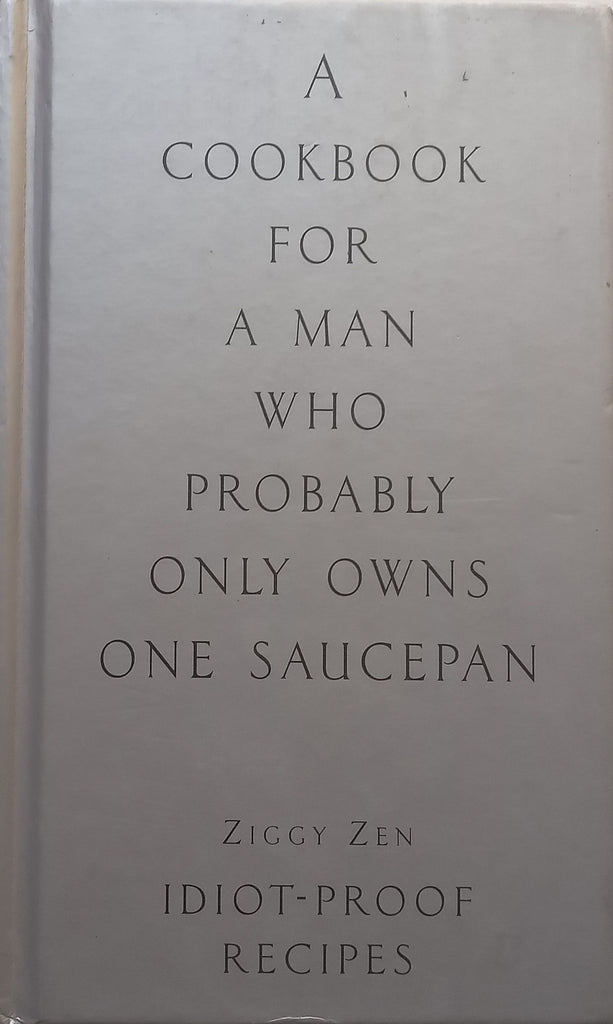 A
COOKBOOK
FOR
A MAN
WHO
PROBABLY
ONLY OWNS
ONE SAUCEPAN
ZIGGY ZEN
IDIOT-PROOF
RECIPES